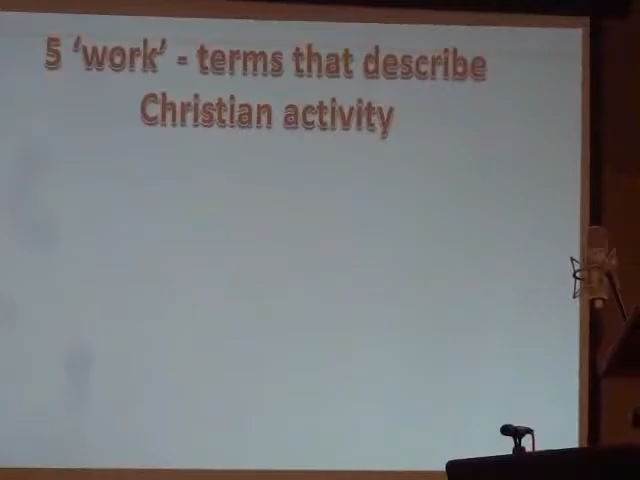 5 ‘work’ - terms that describe
Christian activity